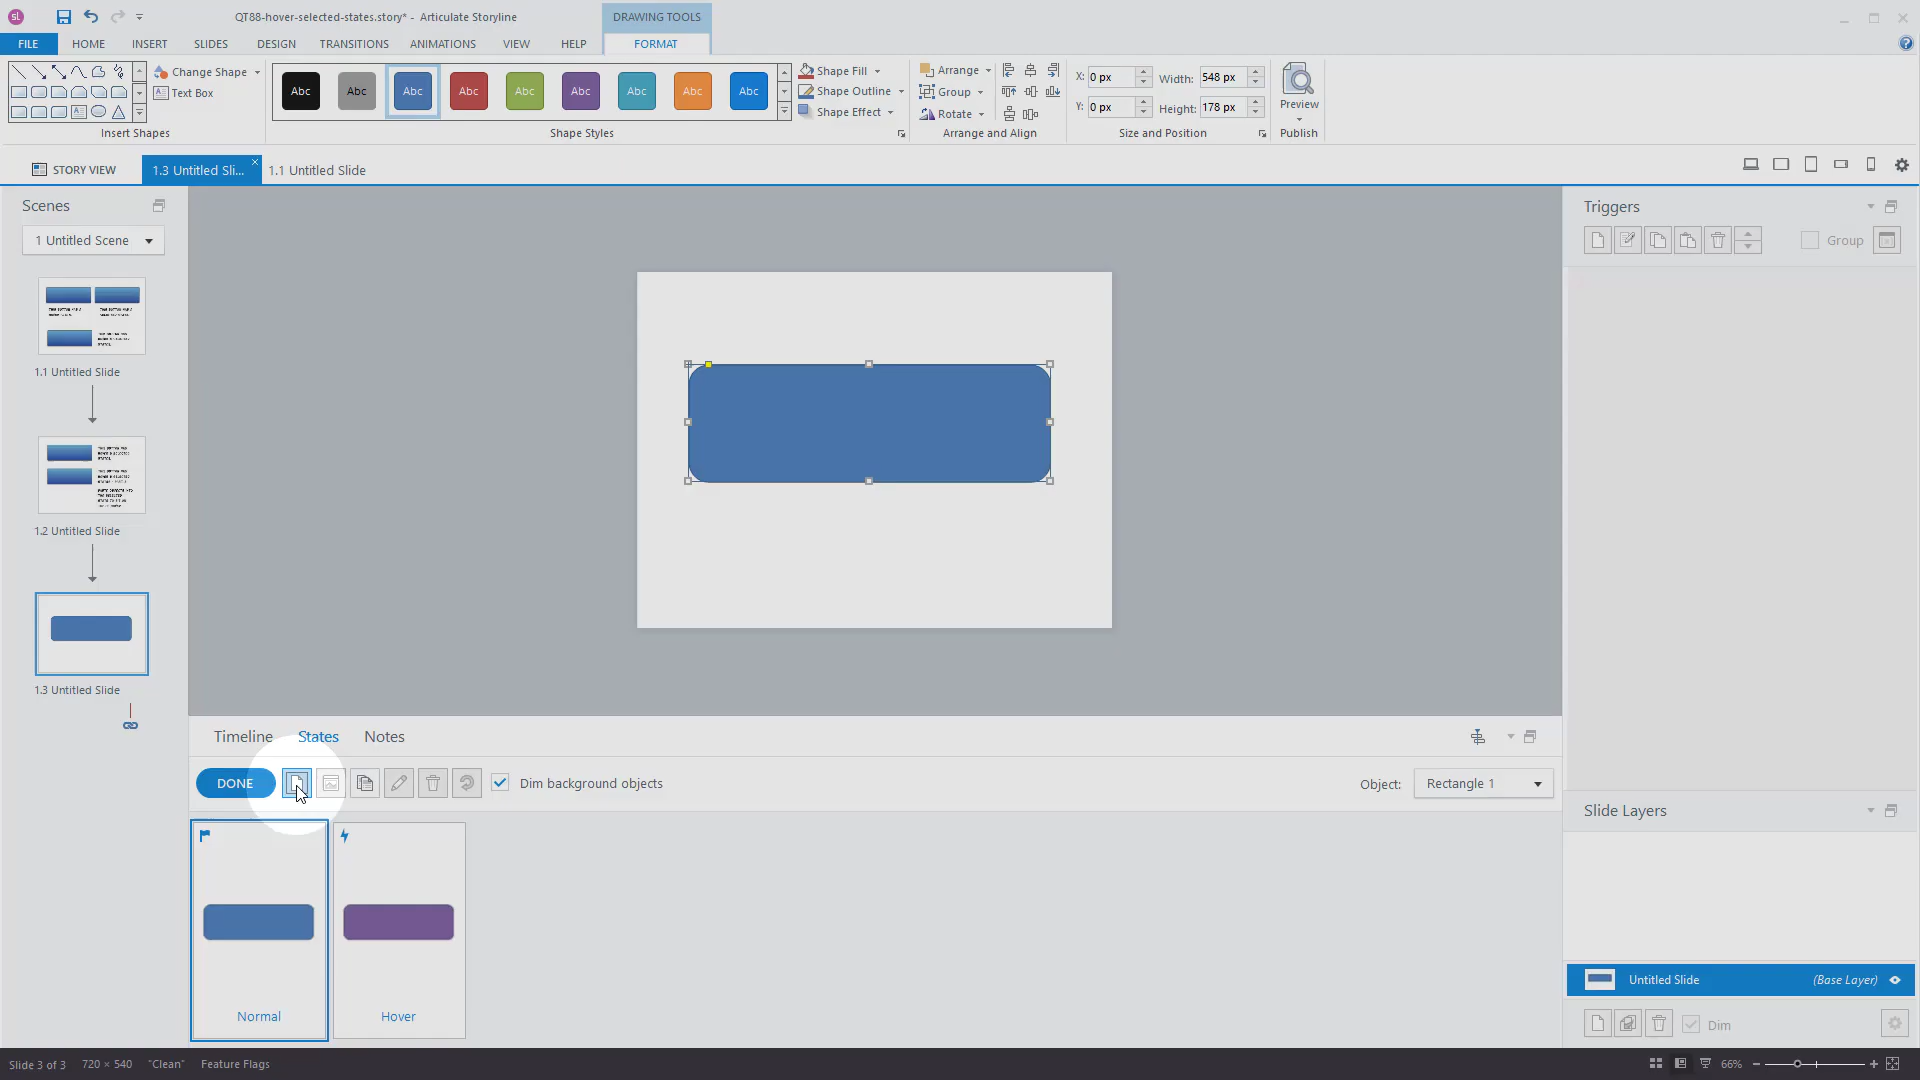 QT88-hover-selected-states.story* - Articulate Storyline
DRAWING TOOLS
FILE
HOME
INSERT
SLIDES
DESIGN
TRANSITIONS
ANIMATIONS
VIEW
HELP
FORMAT
Change Shape
Text Box
Insert Shapes
Abc
Abc
Abc
Abc
Abc
Abc
Abc
Abc
Abc
Shape Styles
Shape Fill
Shape Outline
Shape Effect
Arrange
Group
Rotate
Arrange and Align
X: 0 px
Width: 548 px
Y: 0 px
Height: 178 px
Size and Position
Preview
Publish
STORY VIEW
1.3 Untitled Sli...
1.1 Untitled Slide
Scenes
1 Untitled Scene
1.1 Untitled Slide
1.2 Untitled Slide
1.3 Untitled Slide
Triggers
Group
Timeline
States
Notes
DONE
Dim background objects
Object:
Rectangle 1
Normal
Hover
Slide Layers
Untitled Slide
(Base Layer)
Dim
Slide 3 of 3
720 × 540
"Clean"
Feature Flags
66%